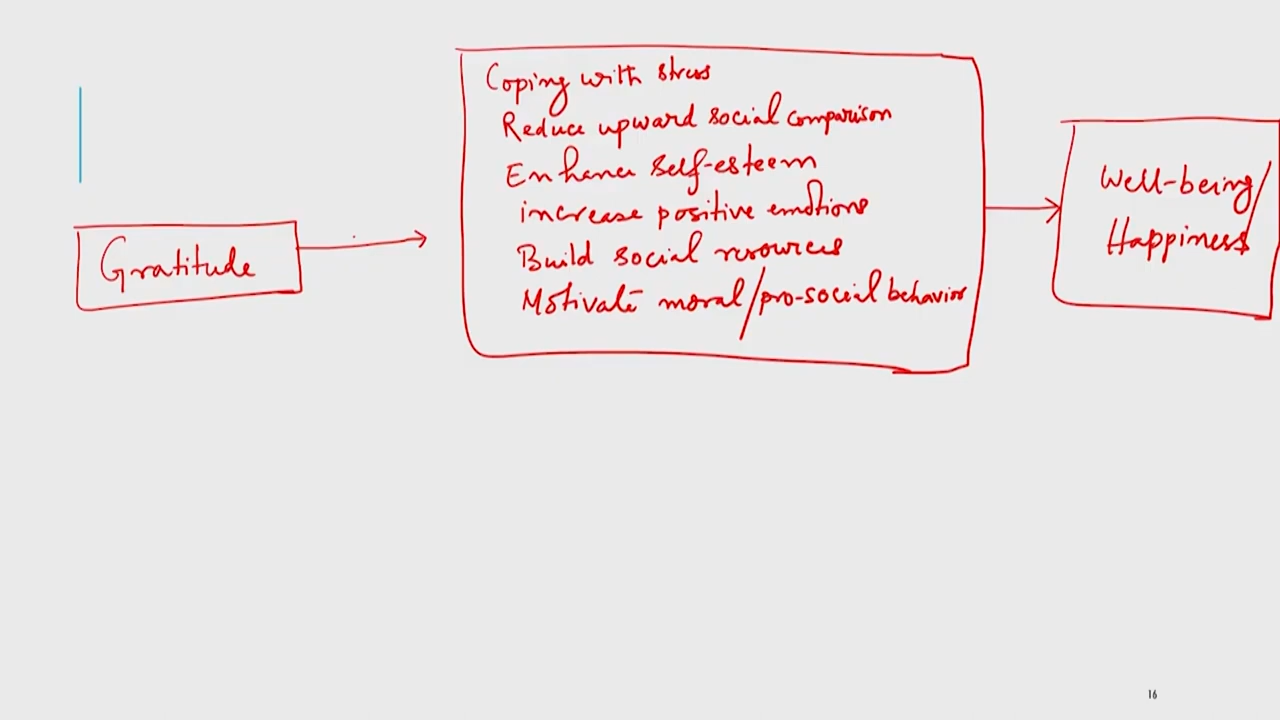 Gratitude
Coping with stress
Reduce upward social comparison
Enhance self-esteem
increase positive emotions
Build social resources
Motivate moral/pro-social behavior
Well-being/
Happiness
16